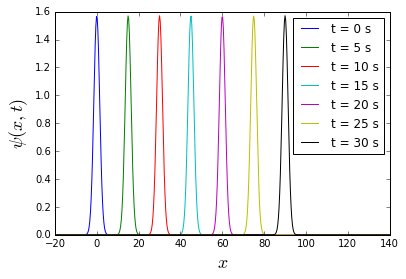 1.6
1.4
1.2
1.0
0.8
0.6
0.4
0.2
0.0
ψ(x, t)
t = 0 s
t = 5 s
t = 10 s
t = 15 s
t = 20 s
t = 25 s
t = 30 s
−20 0 20 40 60 80 100 120 140
x